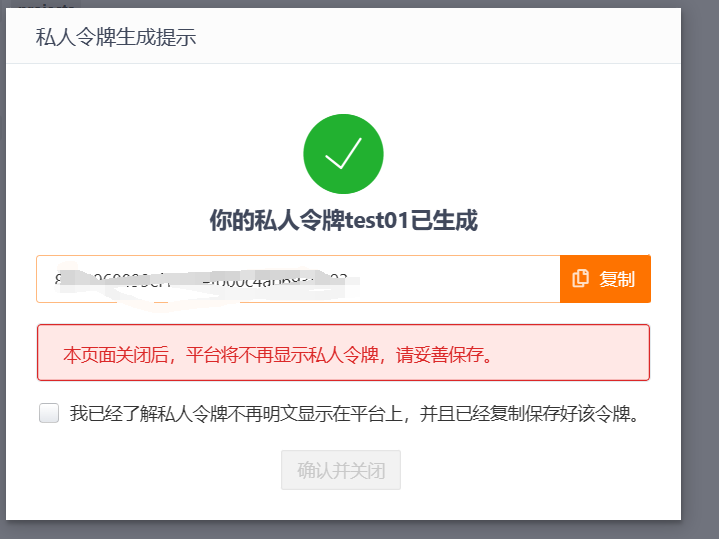 私人令牌生成提示
你的私人令牌test01已生成
复制
本页面关闭后，平台将不再显示私人令牌，请妥善保存。
我已经了解私人令牌不再明文显示在平台上，并且已经复制保存好该令牌。
确认并关闭